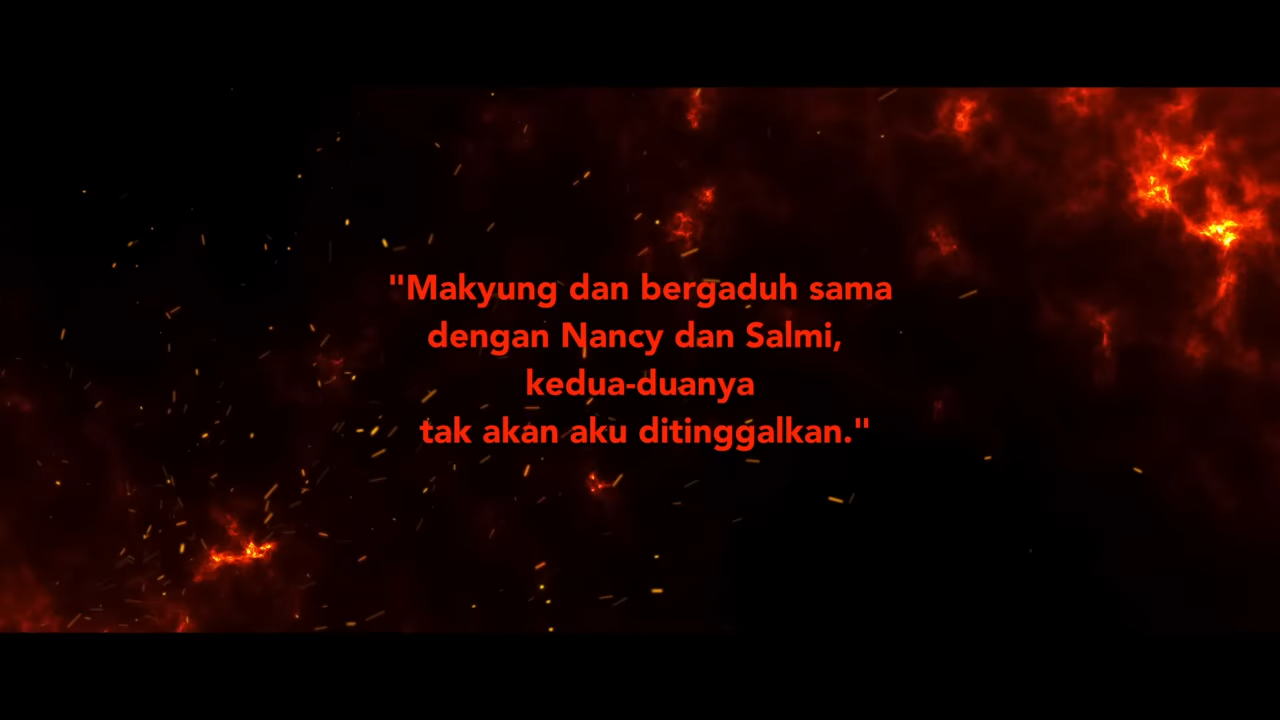 "Makyung dan bergaduh sama
dengan Nancy dan Salmi,
kedua-duanya
tak akan aku ditinggalkan."